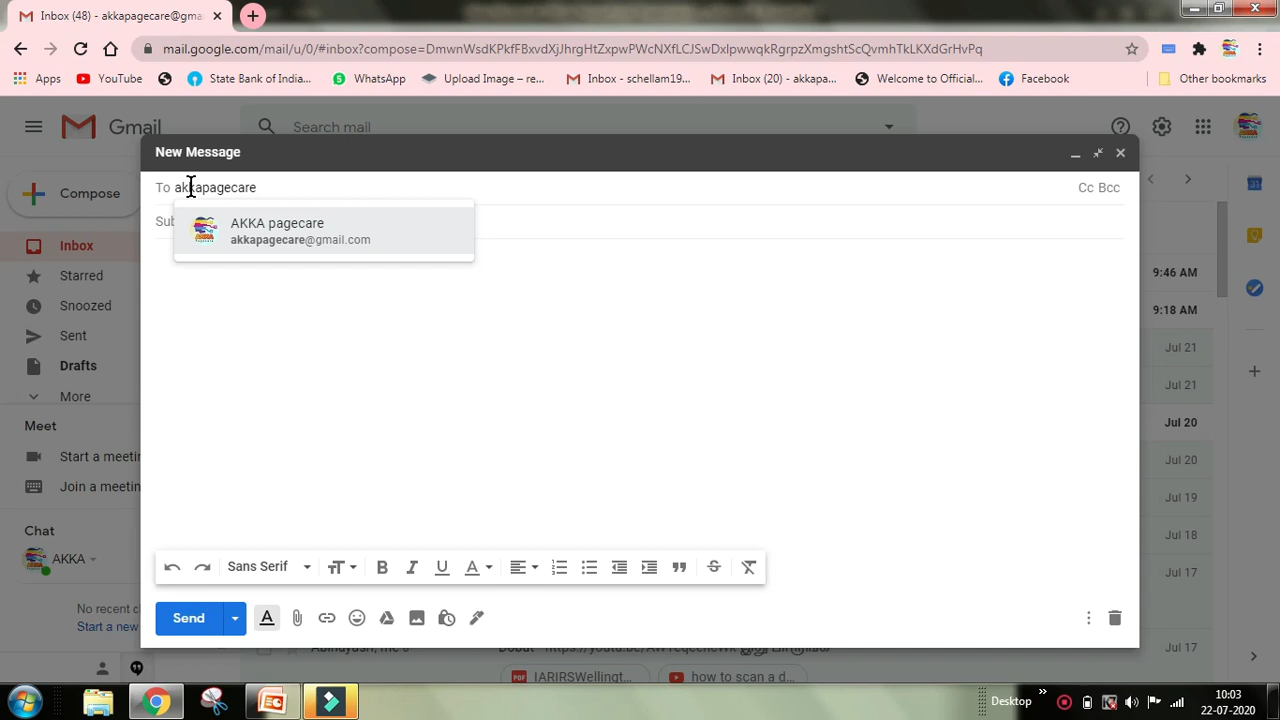 Inbox (48) - akkapagecare@gma
mail.google.com/mail/u/0/#inbox?compose=DmwnWsdKPkfFBxvdXjJhrgHtZxpwPWcNXfLCJSwDxlpwwqkRgrpzXmgshtScQvmhTkLKXdGrHvPq
Apps YouTube State Bank of India... WhatsApp Upload Image – re... Inbox - schellam19... Inbox (20) - akkapa... Welcome to Official... Facebook Other bookmarks
Gmail Search mail
New Message
To akkapagecare Cc Bcc
Compose
Sub
AKKA pagecare
akkapagecare@gmail.com
Inbox
Starred 9:46 AM
Snoozed 9:18 AM
Sent Jul 21
Drafts Jul 21
More
Meet Jul 20
Start a meetin Jul 20
Join a meetin Jul 19
Chat Jul 18
AKKA Jul 17
Sans Serif
No recent c
Start a new
Send
Jul 17
IARIRSWellingt... how to scan a d...
Desktop
10:03
22-07-2020